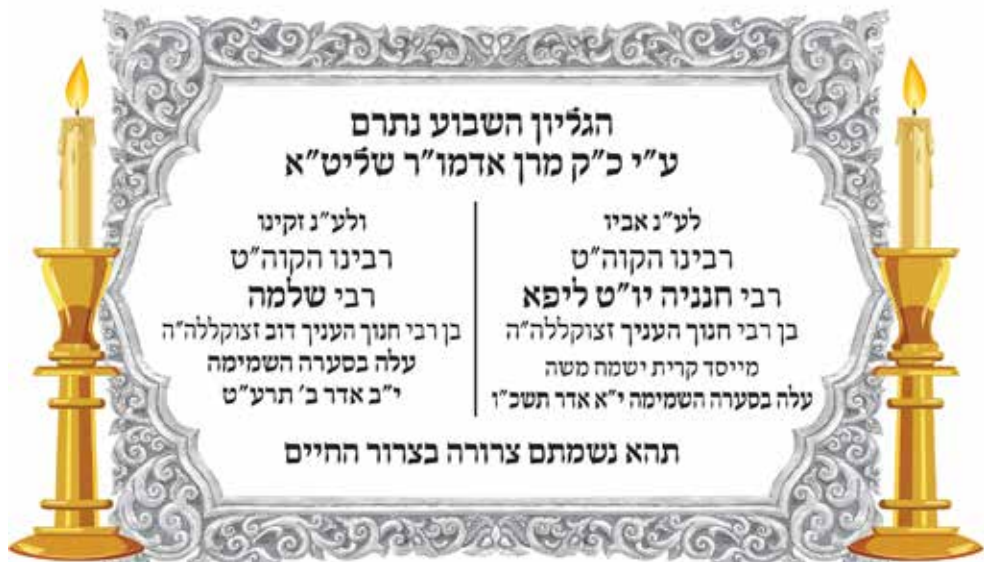 הגליון השבוע נתרם
ע"י כ"ק מרן אדמו"ר שליט"א
לע"נ אביו
רבינו הקוה"ט
רבי חנניה יו"ט ליפא
בן רבי חנוך העניך זצוקללה"ה
מייסד קרית ישמח משה
עלה בסערה השמימה י"א אדר תשכ"ו
ולע"נ זקינו
רבינו הקוה"ט
רבי שלמה
בן רבי חנוך העניך דוב זצוקללה"ה
עלה בסערה השמימה
י"ב אדר ב' תרע"ט
תהא נשמתם צרורה בצרור החיים